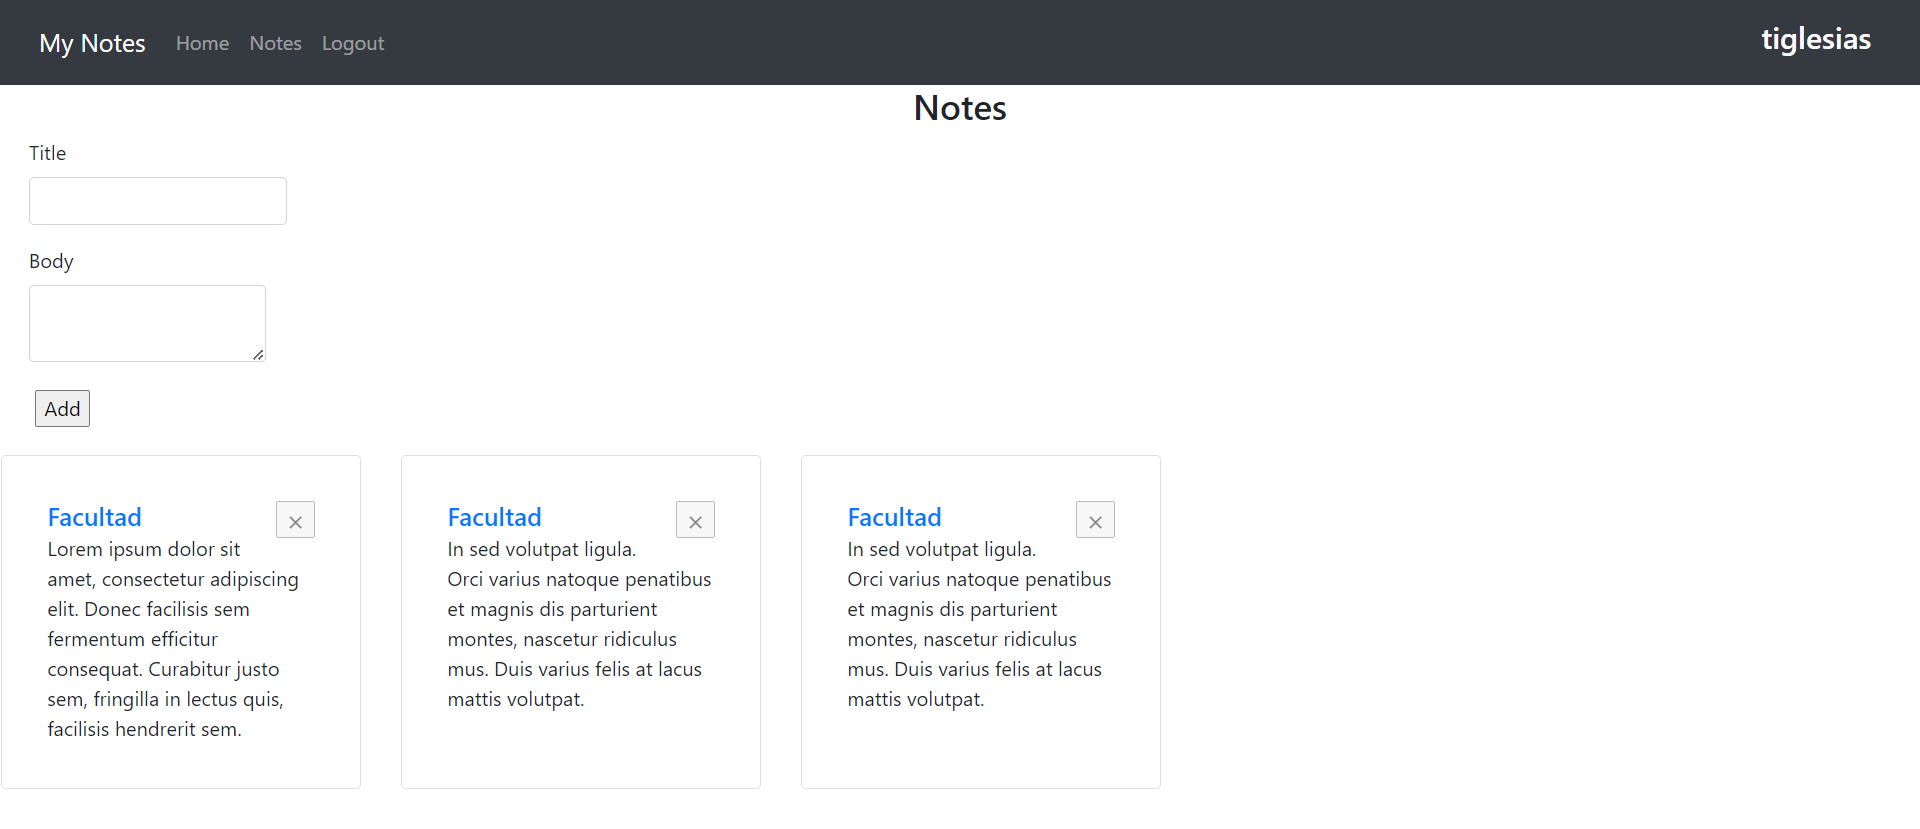 My Notes Home Notes Logout tiglesias
Notes
Title
Body
Add
Facultad
Lorem ipsum dolor sit
amet, consectetur adipiscing
elit. Donec facilisis sem
fermentum efficitur
consequat. Curabitur justo
sem, fringilla in lectus quis,
facilisis hendrerit sem.
Facultad
In sed volutpat ligula.
Orci varius natoque penatibus
et magnis dis parturient
montes, nascetur ridiculus
mus. Duis varius felis at lacus
mattis volutpat.
Facultad
In sed volutpat ligula.
Orci varius natoque penatibus
et magnis dis parturient
montes, nascetur ridiculus
mus. Duis varius felis at lacus
mattis volutpat.